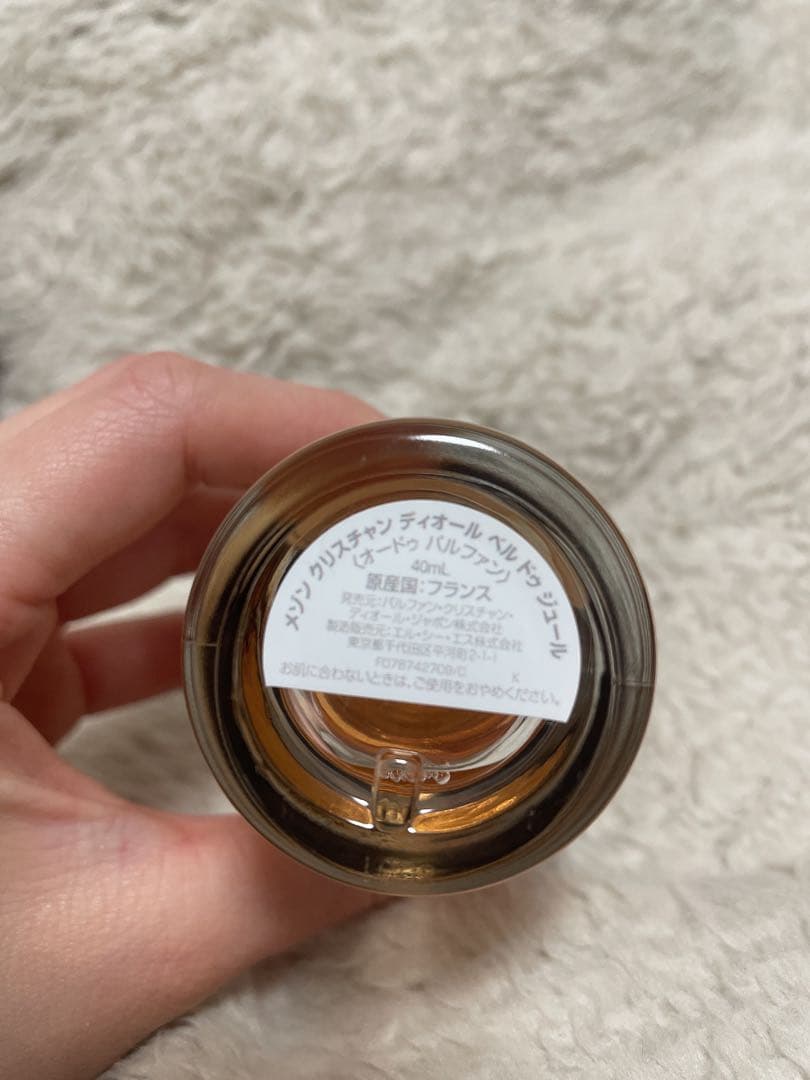 メゾン クリスチャン ディオール ベル ドゥ ジュール
(オードゥ パルファン)
40mL
原産国:フランス
発売元:パルファン・クリスチャン・
ディオール・ジャポン株式会社
製造販売元:エル・シー・エス株式会社
東京都千代田区平河町2-1-1
F078742709/C K
お肌に合わないときは、ご使用をおやめください。